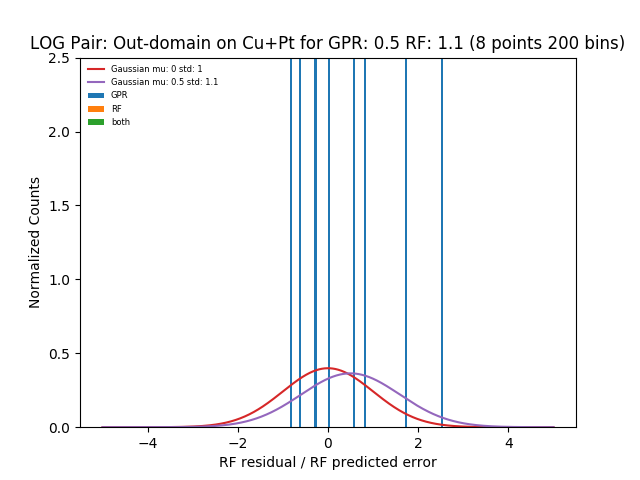 LOG Pair: Out-domain on Cu+Pt for GPR: 0.5 RF: 1.1 (8 points 200 bins)
2.5
Gaussian mu: 0 std: 1
Gaussian mu: 0.5 std: 1.1
GPR
RF
both
2.0
1.5
1.0
0.5
0.0
Normalized Counts
−4
−2
0
2
4
RF residual / RF predicted error